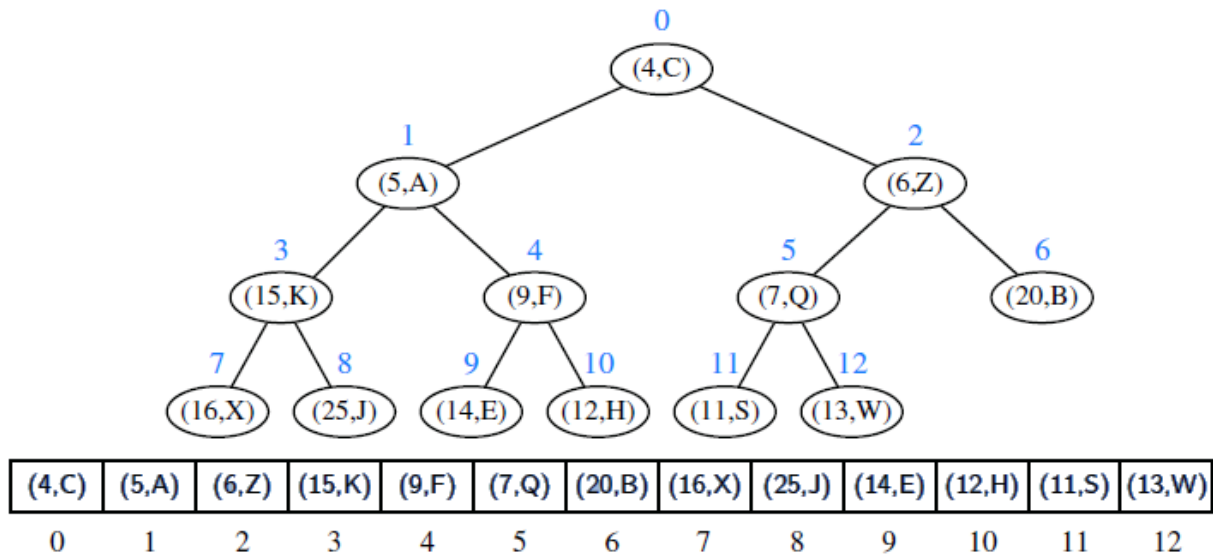 0
(4,C)
1 2
(5,A) (6,Z)
3 4 5 6
(15,K) (9,F) (7,Q) (20,B)
7 8 9 10 11 12
(16,X) (25,J) (14,E) (12,H) (11,S) (13,W)
(4,C) (5,A) (6,Z) (15,K) (9,F) (7,Q) (20,B) (16,X) (25,J) (14,E) (12,H) (11,S) (13,W)
0 1 2 3 4 5 6 7 8 9 10 11 12